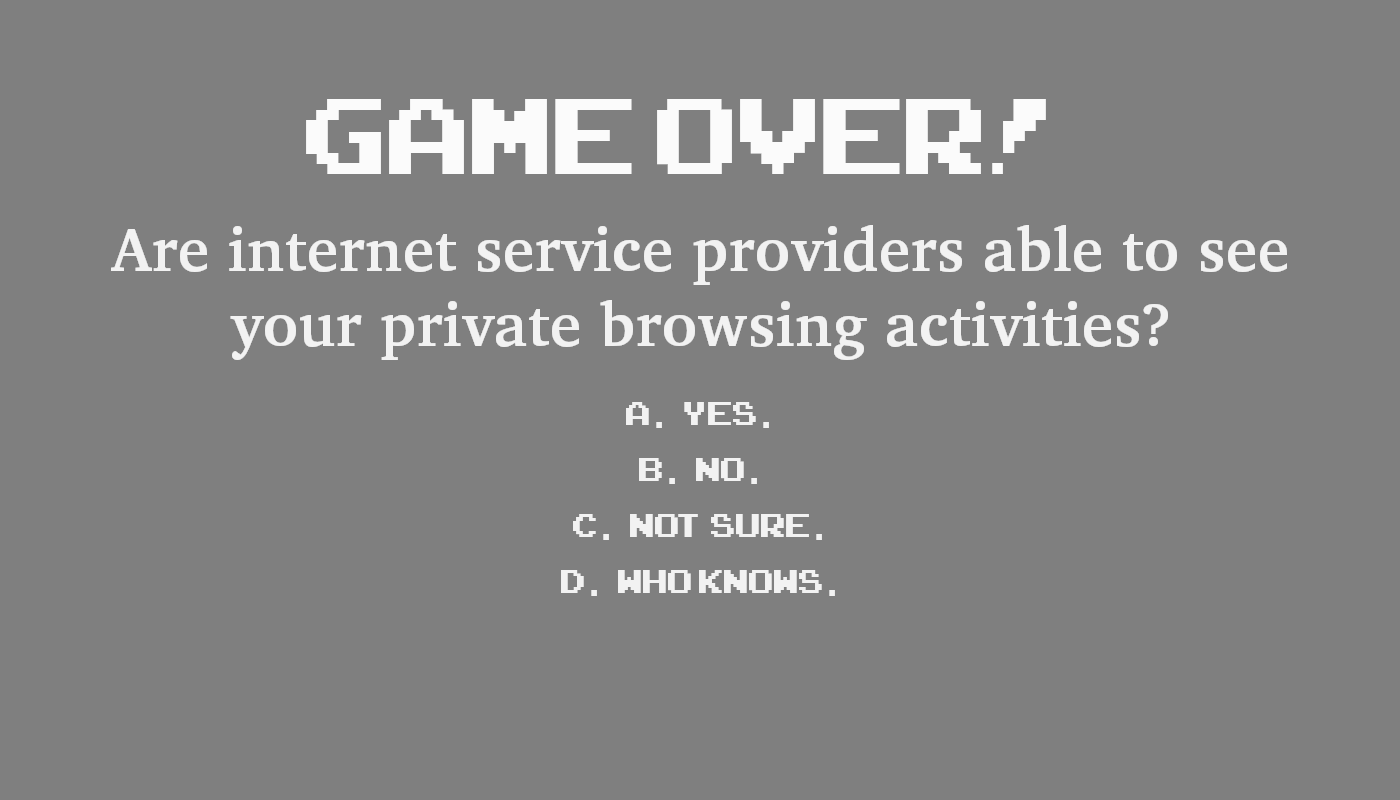 GAME OVER!
Are internet service providers able to see
your private browsing activities?
A. YES.
B. NO.
C. NOT SURE.
D. WHO KNOWS.